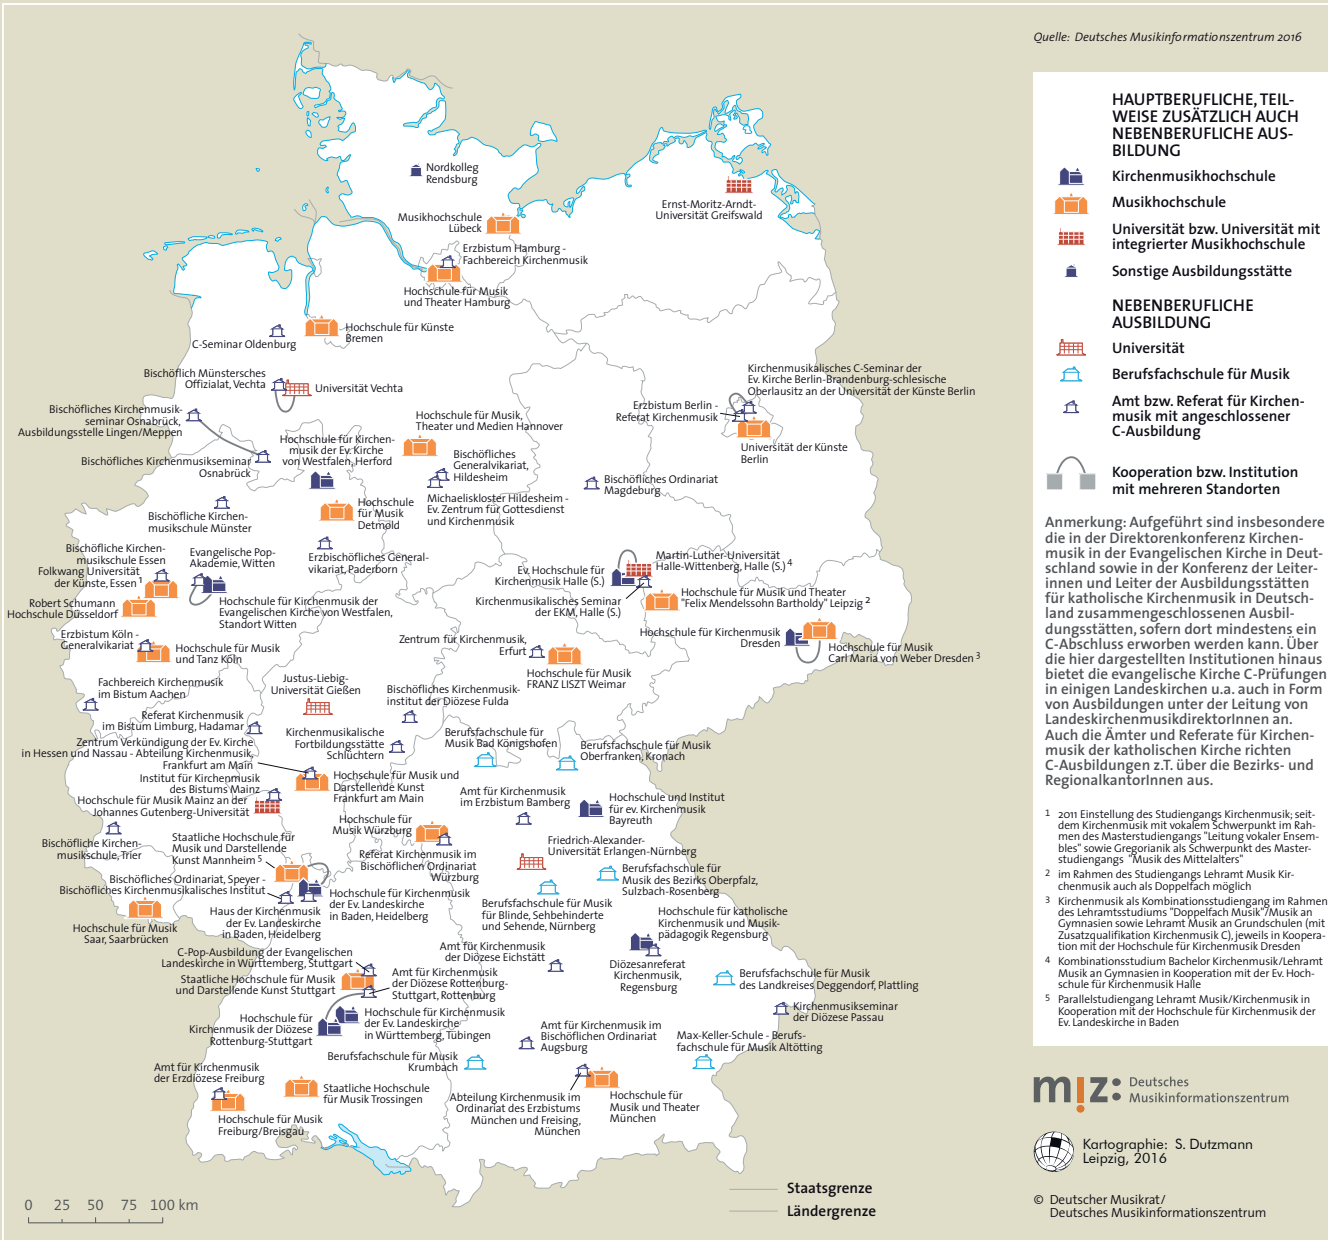 Quelle: Deutsches Musikinformationszentrum 2016
HAUPTBERUFLICHE, TEIL-
WEISE ZUSÄTZLICH AUCH
NEBENBERUFLICHE AUS-
BILDUNG
Kirchenmusikhochschule
Musikhochschule
Universität bzw. Universität mit
integrierter Musikhochschule
Sonstige Ausbildungsstätte
NEBENBERUFLICHE
AUSBILDUNG
Universität
Berufsfachschule für Musik
Amt bzw. Referat für Kirchen-
musik mit angeschlossener
C-Ausbildung
Kooperation bzw. Institution
mit mehreren Standorten
Anmerkung: Aufgeführt sind insbesondere
die in der Direktorenkonferenz Kirchen-
musik in der Evangelischen Kirche in Deut-
schland sowie in der Konferenz der Leiter-
innen und Leiter der Ausbildungsstätten
für katholische Kirchenmusik in Deutsch-
land zusammengeschlossenen Ausbil-
dungsstätten, sofern dort mindestens ein
C-Abschluss erworben werden kann. Über
die hier dargestellten Institutionen hinaus
bietet die evangelische Kirche C-Prüfungen
in einigen Landeskirchen u.a. auch in Form
von Ausbildungen unter der Leitung von
LandeskirchenmusikdirektorInnen an.
Auch die Ämter und Referate für Kirchen-
musik der katholischen Kirche richten
C-Ausbildungen z.T. über die Bezirks- und
RegionalkantorInnen aus.
1 2011 Einstellung des Studiengangs Kirchenmusik; seit-
dem Kirchenmusik mit vokalem Schwerpunkt im Rah-
men des Masterstudiengangs "Leitung vokaler Ensem-
bles" sowie Gregorianik als Schwerpunkt des Master-
studiengangs "Musik des Mittelalters"
2 im Rahmen des Studiengangs Lehramt Musik Kir-
chenmusik auch als Doppelfach möglich
3 Kirchenmusik als Kombinationsstudiengang im Rahmen
des Lehramtsstudiums "Doppelfach Musik"/Musik an
Gymnasien sowie Lehramt Musik an Grundschulen (mit
Zusatzqualifikation Kirchenmusik C), jeweils in Koopera-
tion mit der Hochschule für Kirchenmusik Dresden
4 Kombinationsstudium Bachelor Kirchenmusik/Lehramt
Musik an Gymnasien in Kooperation mit der Ev. Hoch-
schule für Kirchenmusik Halle
5 Parallelstudiengang Lehramt Musik/Kirchenmusik in
Kooperation mit der Hochschule für Kirchenmusik der
Ev. Landeskirche in Baden
m!z:
Deutsches
Musikinformationszentrum
Kartographie: S. Dutzmann
Leipzig, 2016
© Deutscher Musikrat/
Deutsches Musikinformationszentrum
Nordkolleg
Rendsburg
Ernst-Moritz-Arndt-
Universität Greifswald
Musikhochschule
Lübeck
Erzbistum Hamburg -
Fachbereich Kirchenmusik
Hochschule für Musik
und Theater Hamburg
Hochschule für Künste
Bremen
C-Seminar Oldenburg
Bischöflich Münstersches
Offizialat, Vechta
Universität Vechta
Kirchenmusikalisches C-Seminar der
Ev. Kirche Berlin-Brandenburg-schlesische
Oberlausitz an der Universität der Künste Berlin
Erzbistum Berlin -
Referat Kirchenmusik
Universität der Künste
Berlin
Bischöfliches Kirchenmusik-
seminar Osnabrück,
Ausbildungsstelle Lingen/Meppen
Bischöfliches Kirchenmusikseminar
Osnabrück
Hochschule für Kirchen-
musik der Ev. Kirche
von Westfalen, Herford
Hochschule für Musik,
Theater und Medien Hannover
Bischöfliches
Generalvikariat,
Hildesheim
Michaeliskloster Hildesheim -
Ev. Zentrum für Gottesdienst
und Kirchenmusik
Bischöfliches Ordinariat
Magdeburg
Bischöfliche Kirchen-
musikschule Münster
Hochschule
für Musik
Detmold
Erzbischöfliches General-
vikariat, Paderborn
Bischöfliche Kirchen-
musikschule Essen
Folkwang Universität
der Künste, Essen 1
Evangelische Pop-
Akademie, Witten
Hochschule für Kirchenmusik der
Evangelischen Kirche von Westfalen,
Standort Witten
Robert Schumann
Hochschule Düsseldorf
Erzbistum Köln -
Generalvikariat
Hochschule für Musik
und Tanz Köln
Martin-Luther-Universität
Halle-Wittenberg, Halle (S.) 4
Ev. Hochschule für
Kirchenmusik Halle (S.)
Kirchenmusikalisches Seminar
der EKM, Halle (S.)
Hochschule für Musik und Theater
"Felix Mendelssohn Bartholdy" Leipzig 2
Hochschule für Kirchenmusik
Dresden
Hochschule für Musik
Carl Maria von Weber Dresden 3
Zentrum für Kirchenmusik,
Erfurt
Hochschule für Musik
FRANZ LISZT Weimar
Fachbereich Kirchenmusik
im Bistum Aachen
Justus-Liebig-
Universität Gießen
Bischöfliches Kirchenmusik-
institut der Diözese Fulda
Referat Kirchenmusik
im Bistum Limburg, Hadamar
Kirchenmusikalische
Fortbildungsstätte
Schlüchtern
Zentrum Verkündigung der Ev. Kirche
in Hessen und Nassau - Abteilung Kirchenmusik,
Frankfurt am Main
Hochschule für Musik und
Darstellende Kunst
Frankfurt am Main
Institut für Kirchenmusik
des Bistums Mainz
Hochschule für Musik Mainz an der
Johannes Gutenberg-Universität
Berufsfachschule für
Musik Bad Königshofen
Berufsfachschule für Musik
Oberfranken, Kronach
Amt für Kirchenmusik
im Erzbistum Bamberg
Hochschule und Institut
für ev. Kirchenmusik
Bayreuth
Bischöfliche Kirchen-
musikschule, Trier
Staatliche Hochschule für
Musik und Darstellende
Kunst Mannheim 5
Hochschule für
Musik Würzburg
Referat Kirchenmusik im
Bischöflichen Ordinariat
Würzburg
Friedrich-Alexander-
Universität Erlangen-Nürnberg
Berufsfachschule für
Musik des Bezirks Oberpfalz,
Sulzbach-Rosenberg
Berufsfachschule für Musik
für Blinde, Sehbehinderte
und Sehende, Nürnberg
Bischöfliches Ordinariat, Speyer -
Bischöfliches Kirchenmusikalisches Institut
Hochschule für Kirchenmusik
der Ev. Landeskirche
in Baden, Heidelberg
Haus der Kirchenmusik
der Ev. Landeskirche
in Baden, Heidelberg
Hochschule für Musik
Saar, Saarbrücken
Hochschule für katholische
Kirchenmusik und Musik-
pädagogik Regensburg
Diözesanreferat
Kirchenmusik,
Regensburg
Amt für Kirchenmusik
der Diözese Eichstätt
C-Pop-Ausbildung der Evangelischen
Landeskirche in Württemberg, Stuttgart
Staatliche Hochschule für Musik
und Darstellende Kunst Stuttgart
Amt für Kirchenmusik
der Diözese Rottenburg-
Stuttgart, Rottenburg
Hochschule für Kirchenmusik
der Ev. Landeskirche
in Württemberg, Tübingen
Hochschule für
Kirchenmusik der Diözese
Rottenburg-Stuttgart
Berufsfachschule für Musik
des Landkreises Deggendorf, Plattling
Kirchenmusikseminar
der Diözese Passau
Amt für Kirchenmusik im
Bischöflichen Ordinariat
Augsburg
Max-Keller-Schule - Berufs-
fachschule für Musik Altötting
Berufsfachschule für Musik
Krumbach
Amt für Kirchenmusik
der Erzdiözese Freiburg
Staatliche Hochschule
für Musik Trossingen
Hochschule für Musik
Freiburg/Breisgau
Abteilung Kirchenmusik im
Ordinariat des Erzbistums
München und Freising,
München
Hochschule für
Musik und Theater
München
0 25 50 75 100 km
Staatsgrenze
Ländergrenze